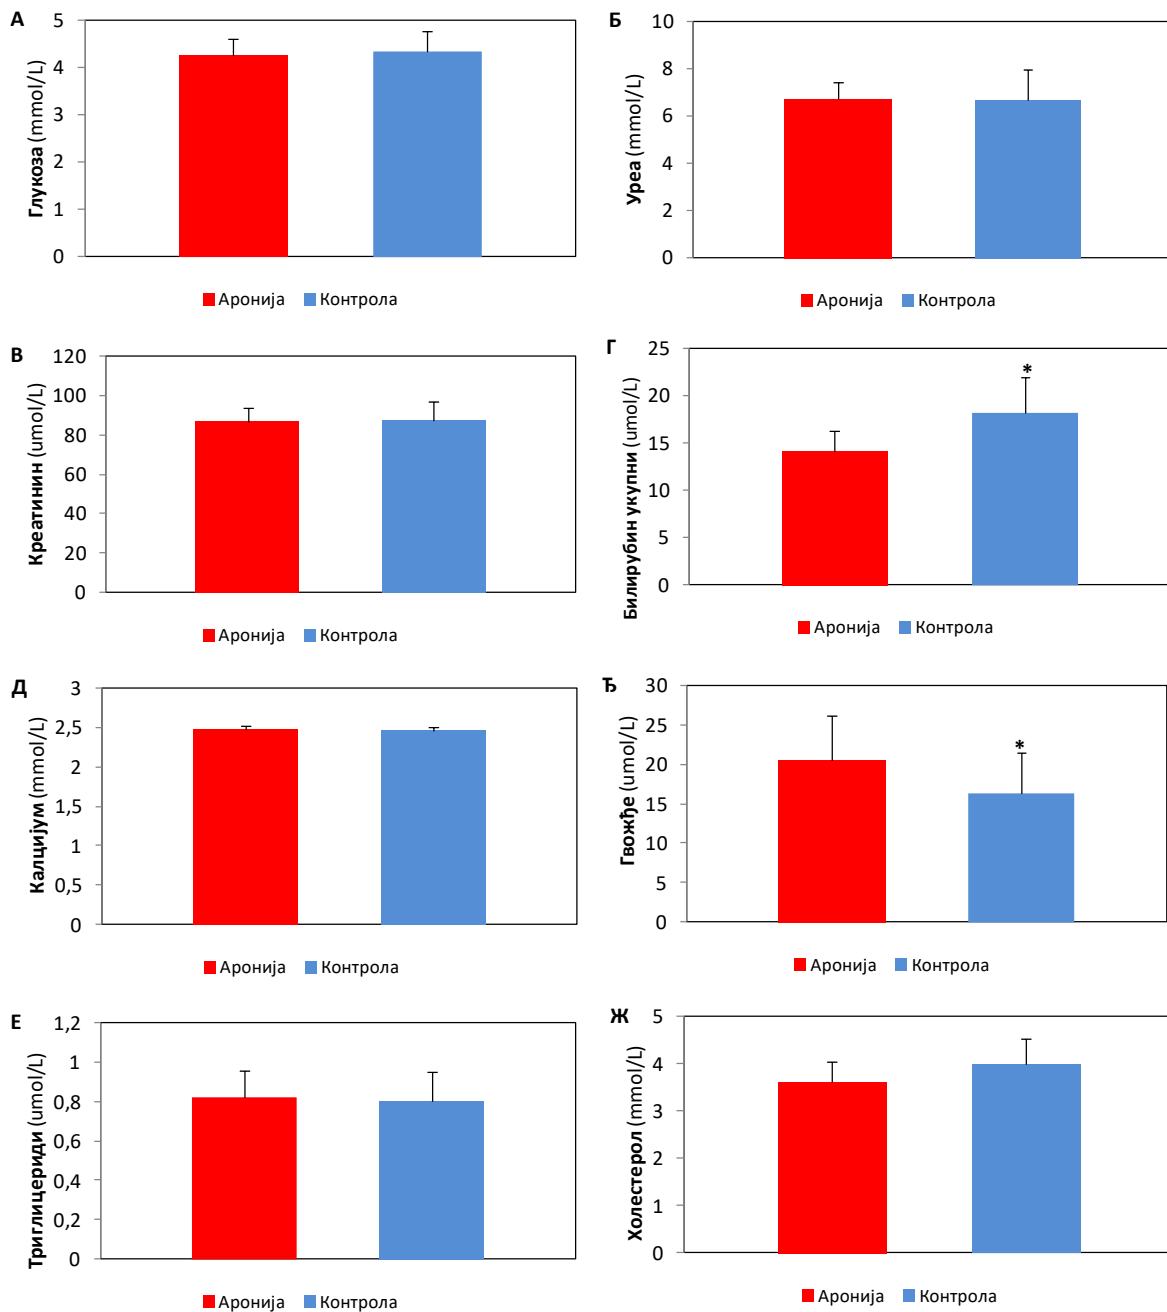 А
Глукоза (mmol/L)
5
4
3
2
1
0
Аронија Контрола
Б
Уреа (mmol/L)
10
8
6
4
2
0
Аронија Контрола
В
Креатинин (umol/L)
120
100
80
60
40
20
0
Аронија Контрола
Г
Билирубин укупни (umol/L)
25
20
15
10
5
0
*
Аронија Контрола
Д
Калцијум (mmol/L)
3
2,5
2
1,5
1
0,5
0
Аронија Контрола
Ђ
Гвожђе (umol/L)
30
25
20
15
10
5
0
*
Аронија Контрола
Е
Триглицериди (umol/L)
1,2
1
0,8
0,6
0,4
0,2
0
Аронија Контрола
Ж
Холестерол (mmol/L)
5
4
3
2
1
0
Аронија Контрола